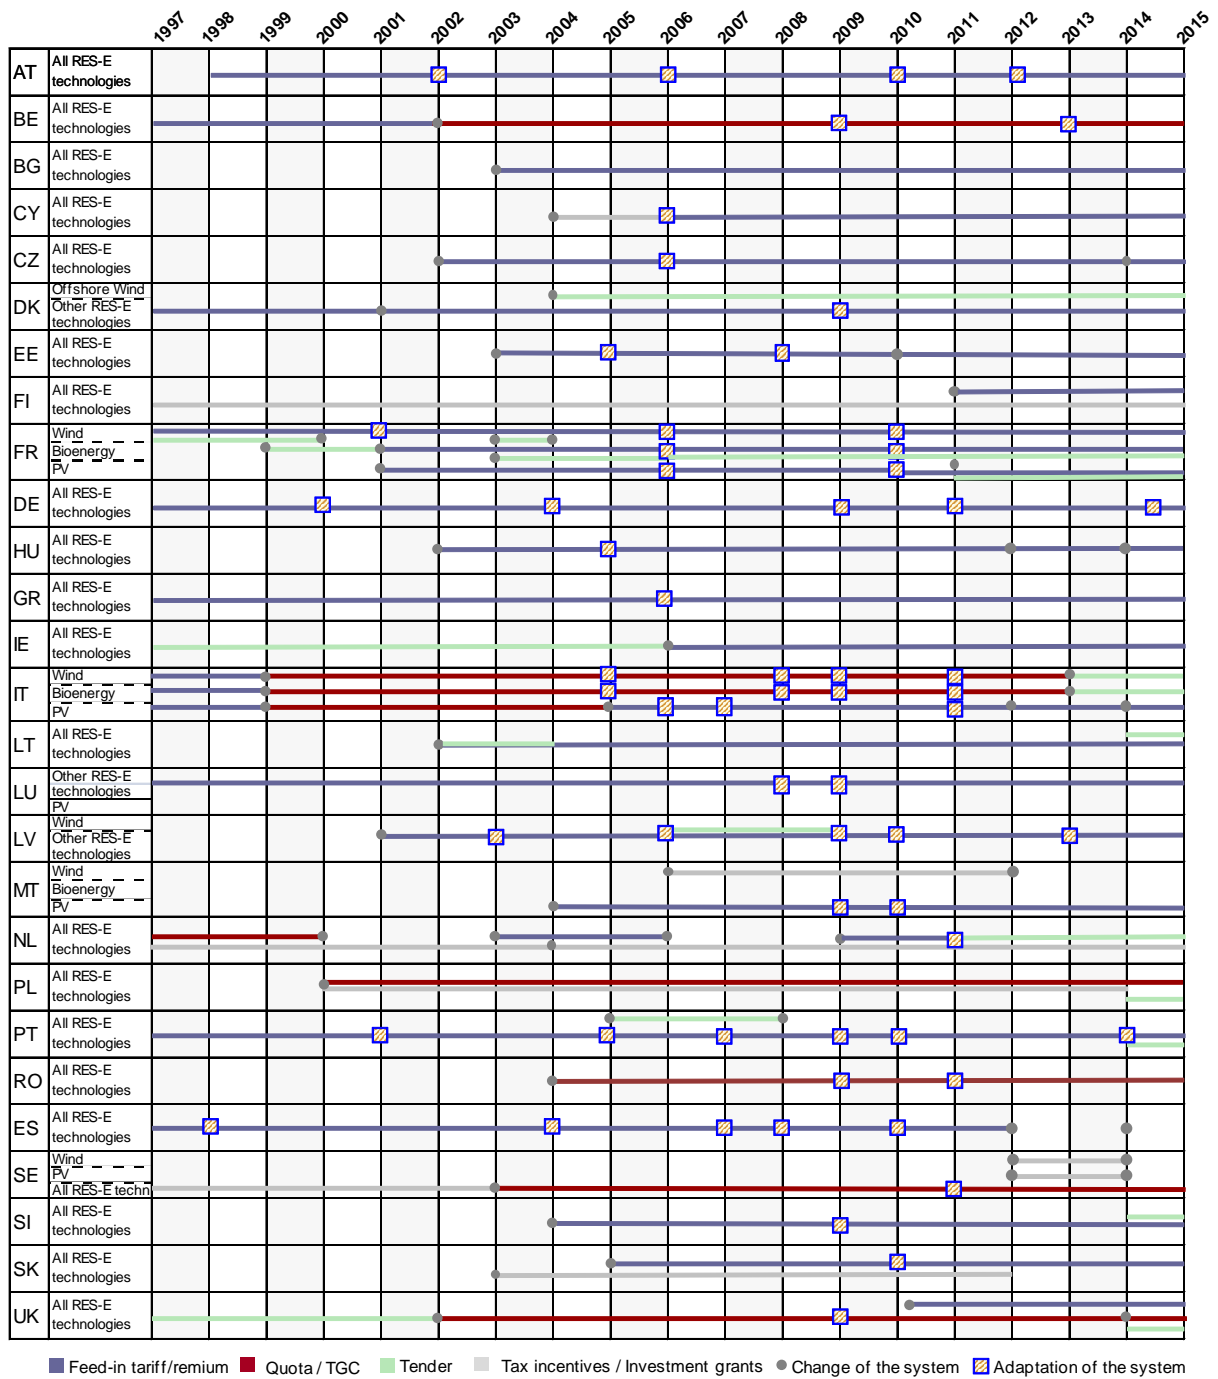 1997 1998 1999 2000 2001 2002 2003 2004 2005 2006 2007 2008 2009 2010 2011 2012 2013 2014 2015
AT
All RES-E
technologies
BE
All RES-E
technologies
BG
All RES-E
technologies
CY
All RES-E
technologies
CZ
All RES-E
technologies
DK
Offshore Wind
Other RES-E
technologies
EE
All RES-E
technologies
FI
All RES-E
technologies
FR
Wind
Bioenergy
PV
DE
All RES-E
technologies
HU
All RES-E
technologies
GR
All RES-E
technologies
IE
All RES-E
technologies
IT
Wind
Bioenergy
PV
LT
All RES-E
technologies
LU
Other RES-E
technologies
PV
LV
Wind
Other RES-E
technologies
MT
Wind
Bioenergy
PV
NL
All RES-E
technologies
PL
All RES-E
technologies
PT
All RES-E
technologies
RO
All RES-E
technologies
ES
All RES-E
technologies
SE
Wind
PV
All RES-E techn
SI
All RES-E
technologies
SK
All RES-E
technologies
UK
All RES-E
technologies
Feed-in tariff/remium Quota / TGC Tender Tax incentives / Investment grants Change of the system Adaptation of the system